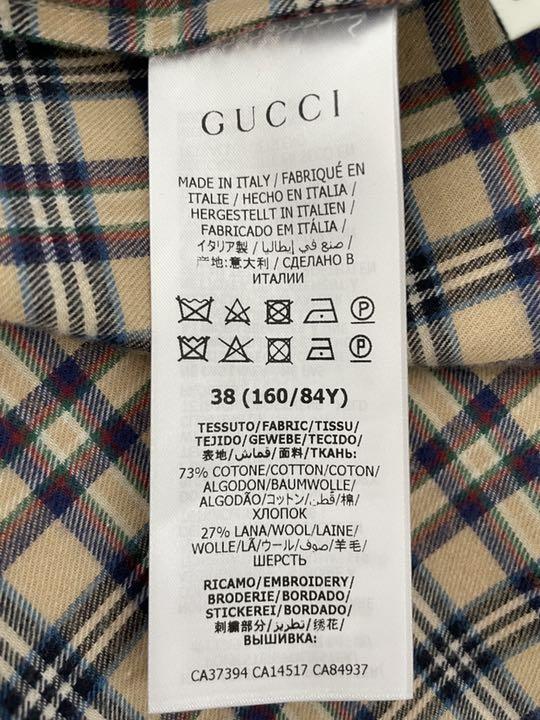 GUCCI
MADE IN ITALY / FABRIQUÉ EN
ITALIE / HECHO EN ITALIA /
HERGESTELLT IN ITALIEN /
FABRICADO EM ITÁLIA /
イタリア製 / صنع في إيطاليا /
产地:意大利 / СДЕЛАНО В
ИТАЛИИ
P
P
38 (160/84Y)
TESSUTO/FABRIC/TISSU/
TEJIDO/GEWEBE/TECIDO/
表地/قماش/面料/ТКАНЬ:
73% COTONE/COTTON/COTON/
ALGODON/BAUMWOLLE/
ALGODÃO/コットン/قطن/棉/
ХЛОПОК
27% LANA/WOOL/LAINE/
WOLLE/LÃ/ウール/صوف/羊毛/
ШЕРСТЬ
RICAMO/EMBROIDERY/
BRODERIE/BORDADO/
STICKEREI/BORDADO/
刺繍部分/تطريز/绣花/
ВЫШИВКА:
CA37394 CA14517 CA84937